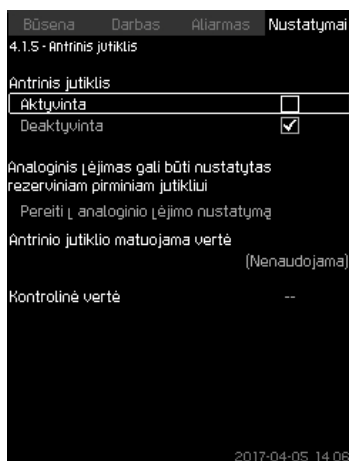 Būsena Darbas Aliarmas Nustatymai
4.1.5 - Antrinis jutiklis
Antrinis jutiklis
Aktyvinta
Deaktyvinta
Analoginis įėjimas gali būti nustatytas
rezerviniam pirminiam jutikliui
Pereiti į analoginio įėjimo nustatymą
Antrinio jutiklio matuojama vertė
(Nenaudojama)
Kontrolinė vertė --
2017-04-05 14:06